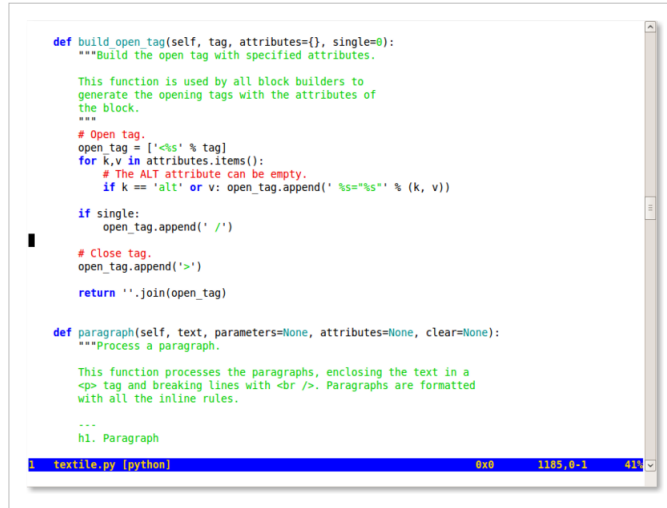 def build_open_tag(self, tag, attributes={}, single=0):
    """Build the open tag with specified attributes.

    This function is used by all block builders to
    generate the opening tags with the attributes of
    the block.
    """
    # Open tag.
    open_tag = ['<%s' % tag]
    for k,v in attributes.items():
        # The ALT attribute can be empty.
        if k == 'alt' or v: open_tag.append(' %s="%s"' % (k, v))

    if single:
        open_tag.append(' /')

    # Close tag.
    open_tag.append('>')

    return ''.join(open_tag)


def paragraph(self, text, parameters=None, attributes=None, clear=None):
    """Process a paragraph.

    This function processes the paragraphs, enclosing the text in a
    <p> tag and breaking lines with <br />. Paragraphs are formatted
    with all the inline rules.

    ---
    h1. Paragraph
1  textile.py [python]    0x0    1185,0-1    41%